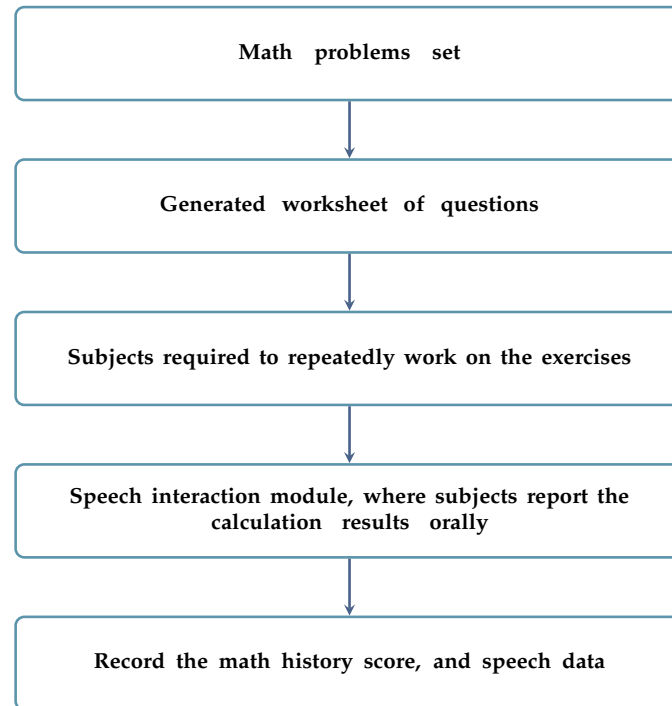 Math problems set
Generated worksheet of questions
Subjects required to repeatedly work on the exercises
Speech interaction module, where subjects report the
calculation results orally
Record the math history score, and speech data